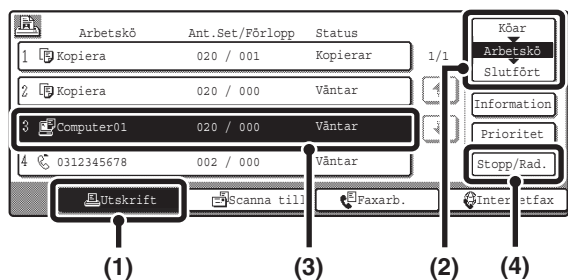 Arbetskö Ant.Set/Förlopp Status
1 Kopiera 020 / 001 Kopierar
2 Kopiera 020 / 000 Väntar
3 Computer01 020 / 000 Väntar
4 0312345678 002 / 000 Väntar
1/1
Köar
Arbetskö
Slutfört
Information
Prioritet
Stopp/Rad.
Utskrift Scanna till Faxarb. Internetfax
(1) (3) (2) (4)